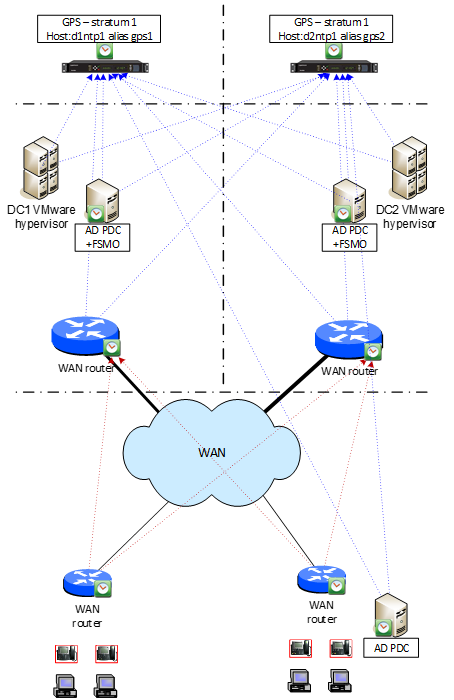 GPS – stratum 1
Host:d1ntp1 alias gps1
GPS – stratum 1
Host:d2ntp1 alias gps2
DC1 VMware
hypervisor
AD PDC
+FSMO
AD PDC
+FSMO
DC2 VMware
hypervisor
WAN router
WAN router
WAN
WAN
router
WAN
router
AD PDC